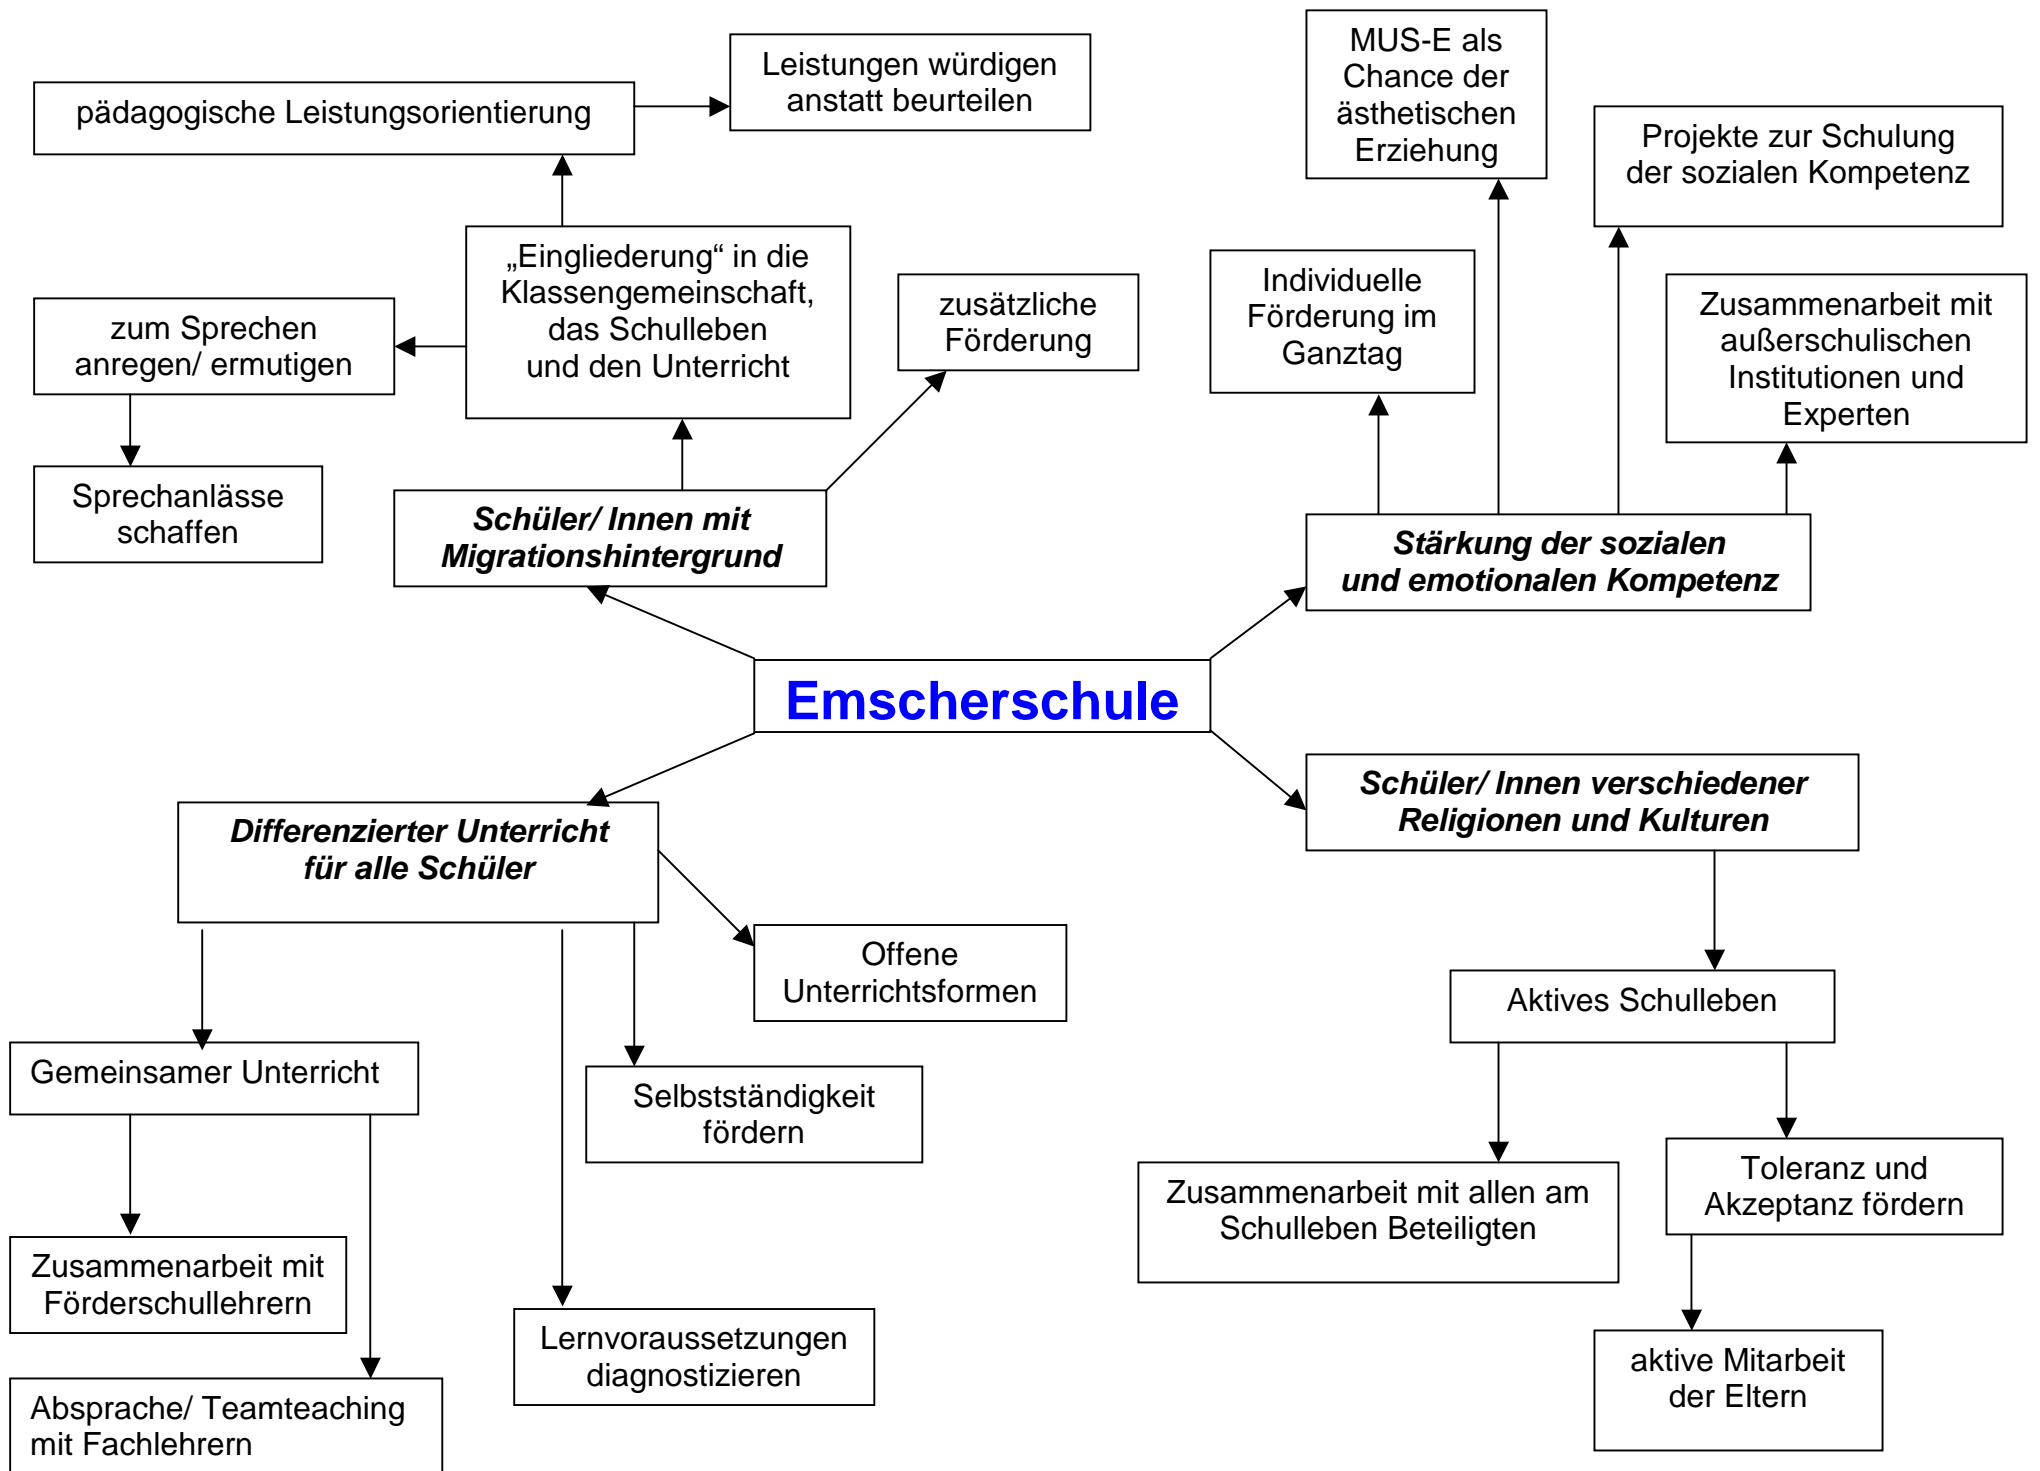 pädagogische Leistungsorientierung
Leistungen würdigen
anstatt beurteilen
„Eingliederung“ in die
Klassengemeinschaft,
das Schulleben
und den Unterricht
zusätzliche
Förderung
zum Sprechen
anregen/ ermutigen
Sprechanlässe
schaffen
Schüler/ Innen mit
Migrationshintergrund
MUS-E als
Chance der
ästhetischen
Erziehung
Projekte zur Schulung
der sozialen Kompetenz
Individuelle
Förderung im
Ganztag
Zusammenarbeit mit
außerschulischen
Institutionen und
Experten
Stärkung der sozialen
und emotionalen Kompetenz
Emscherschule
Differenzierter Unterricht
für alle Schüler
Offene
Unterrichtsformen
Gemeinsamer Unterricht
Selbstständigkeit
fördern
Zusammenarbeit mit
Förderschullehrern
Lernvoraussetzungen
diagnostizieren
Absprache/ Teamteaching
mit Fachlehrern
Schüler/ Innen verschiedener
Religionen und Kulturen
Aktives Schulleben
Zusammenarbeit mit allen am
Schulleben Beteiligten
Toleranz und
Akzeptanz fördern
aktive Mitarbeit
der Eltern